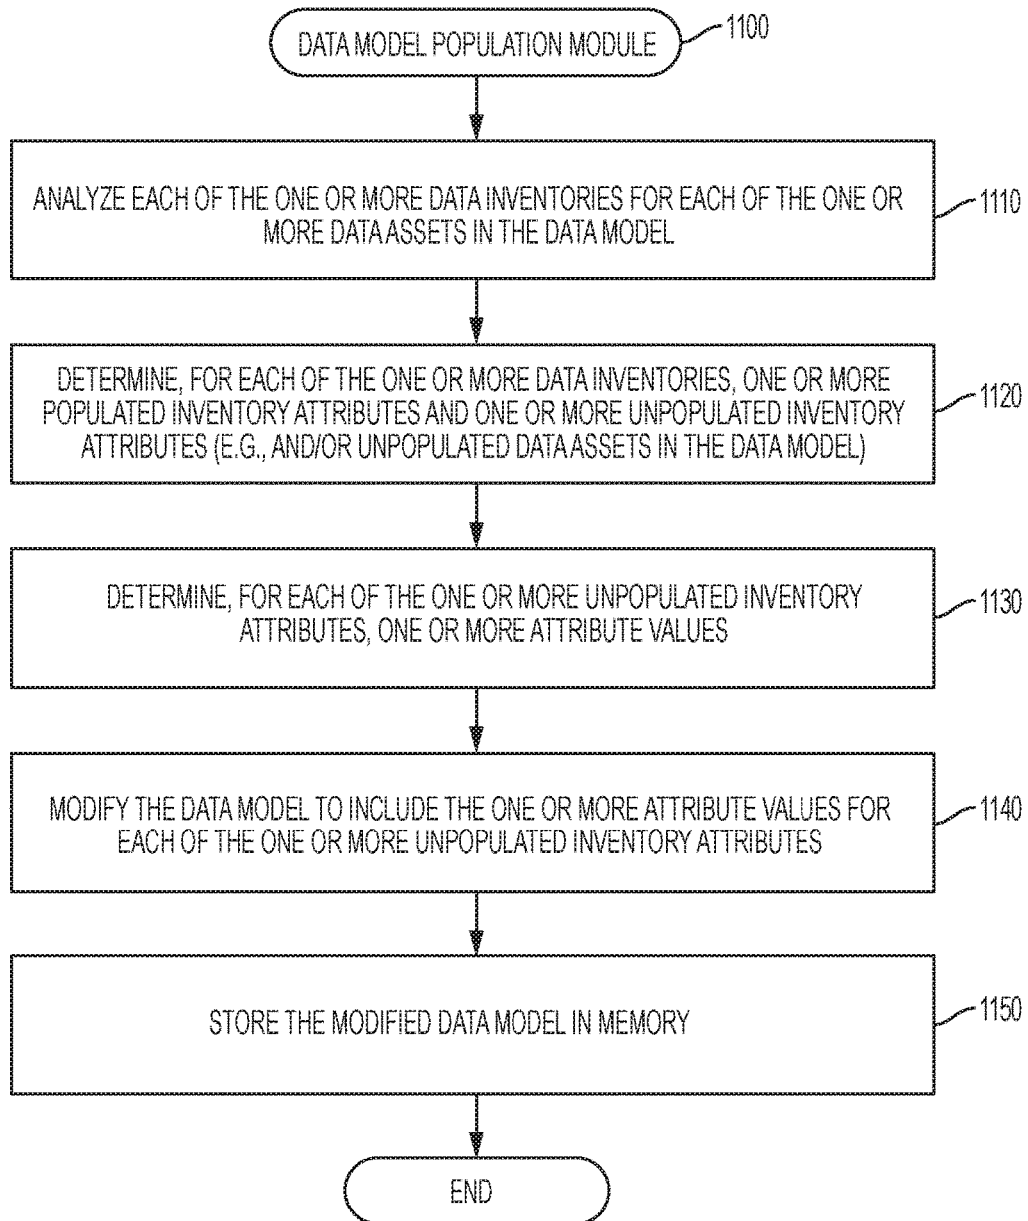 DATA MODEL POPULATION MODULE
1100
ANALYZE EACH OF THE ONE OR MORE DATA INVENTORIES FOR EACH OF THE ONE OR
MORE DATA ASSETS IN THE DATA MODEL
1110
DETERMINE, FOR EACH OF THE ONE OR MORE DATA INVENTORIES, ONE OR MORE
POPULATED INVENTORY ATTRIBUTES AND ONE OR MORE UNPOPULATED INVENTORY
ATTRIBUTES (E.G., AND/OR UNPOPULATED DATA ASSETS IN THE DATA MODEL)
1120
DETERMINE, FOR EACH OF THE ONE OR MORE UNPOPULATED INVENTORY
ATTRIBUTES, ONE OR MORE ATTRIBUTE VALUES
1130
MODIFY THE DATA MODEL TO INCLUDE THE ONE OR MORE ATTRIBUTE VALUES FOR
EACH OF THE ONE OR MORE UNPOPULATED INVENTORY ATTRIBUTES
1140
STORE THE MODIFIED DATA MODEL IN MEMORY
1150
END